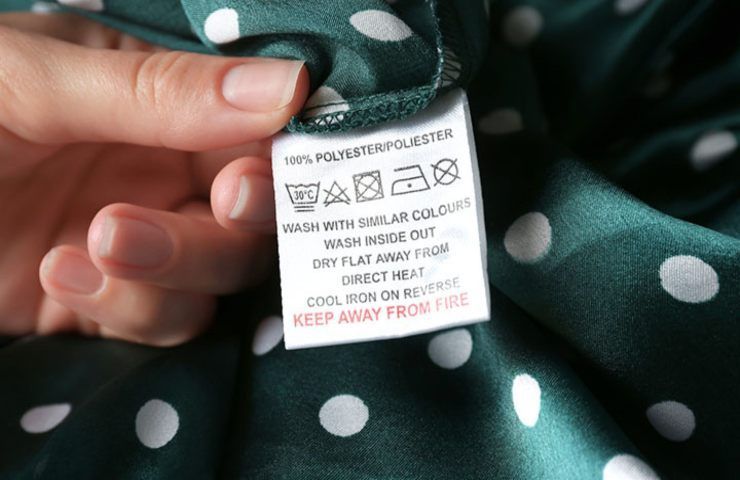 100% POLYESTER/POLIESTER
30°C
WASH WITH SIMILAR COLOURS
WASH INSIDE OUT
DRY FLAT AWAY FROM
DIRECT HEAT
COOL IRON ON REVERSE
KEEP AWAY FROM FIRE